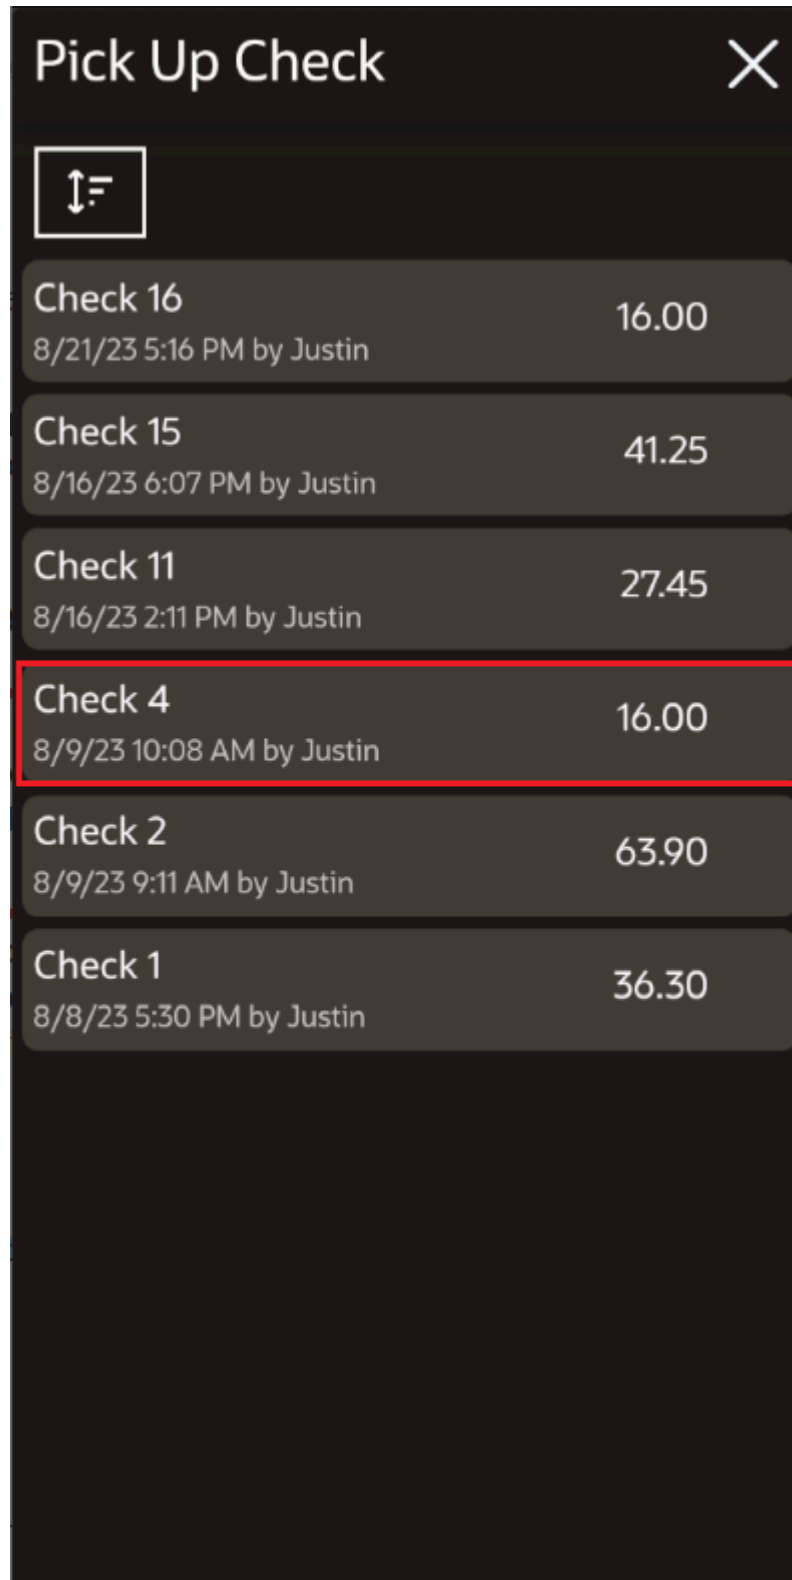 Pick Up Check
Check 16
16.00
8/21/23 5:16 PM by Justin
Check 15
41.25
8/16/23 6:07 PM by Justin
Check 11
27.45
8/16/23 2:11 PM by Justin
Check 4
16.00
8/9/23 10:08 AM by Justin
Check 2
63.90
8/9/23 9:11 AM by Justin
Check 1
36.30
8/8/23 5:30 PM by Justin